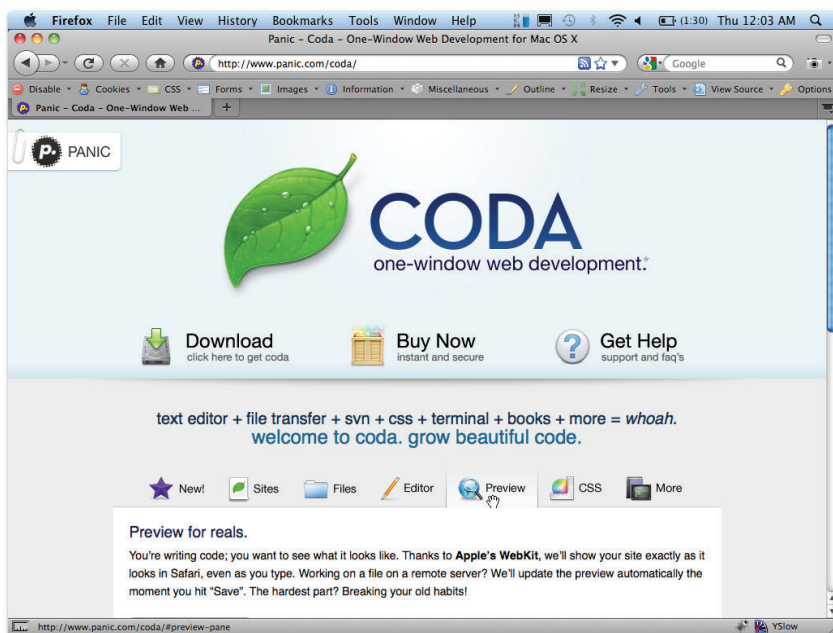 Firefox File Edit View History Bookmarks Tools Window Help (1:30) Thu 12:03 AM
Panic – Coda – One-Window Web Development for Mac OS X
http://www.panic.com/coda/ Google
Disable Cookies CSS Forms Images Information Miscellaneous Outline Resize Tools View Source Options
Panic – Coda – One-Window Web ... +
P. PANIC
CODA
one-window web development.*
Download Buy Now ? Get Help
click here to get coda instant and secure support and faq's
text editor + file transfer + svn + css + terminal + books + more = whoah.
welcome to coda. grow beautiful code.
New! Sites Files Editor Preview CSS More
Preview for reals.
You're writing code; you want to see what it looks like. Thanks to Apple's WebKit, we'll show your site exactly as it
looks in Safari, even as you type. Working on a file on a remote server? We'll update the preview automatically the
moment you hit “Save”. The hardest part? Breaking your old habits!
http://www.panic.com/coda/#preview-pane YSlow